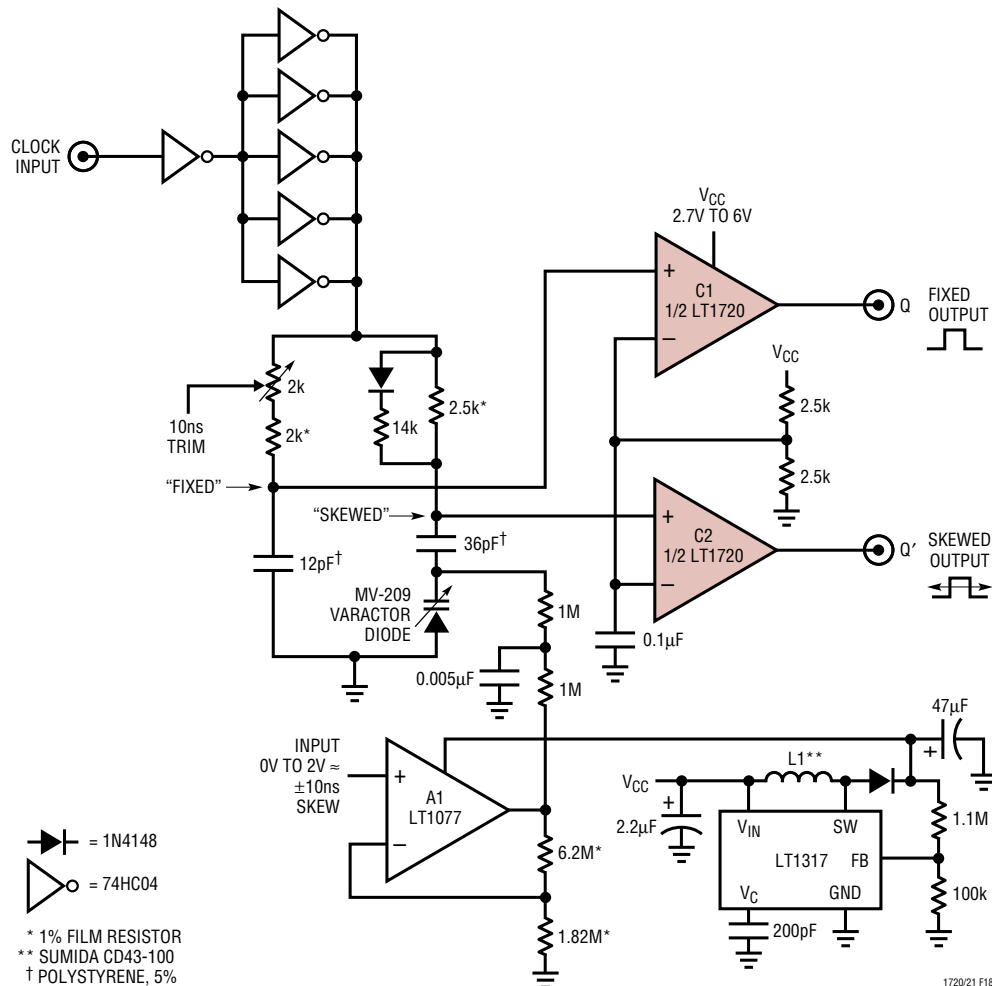 CLOCK
INPUT
V_CC
2.7V TO 6V
+
C1
1/2 LT1720
−
Q
FIXED
OUTPUT
V_CC
2.5k
2.5k
2k
10ns
TRIM
2k*
14k
2.5k*
“FIXED”
“SKEWED”
12pF†
36pF†
MV-209
VARACTOR
DIODE
+
C2
1/2 LT1720
−
Q′
SKEWED
OUTPUT
0.1µF
1M
0.005µF
1M
INPUT
0V TO 2V ≈
±10ns
SKEW
+
A1
LT1077
−
6.2M*
1.82M*
47µF
+
V_CC
L1**
+
2.2µF
V_IN
SW
LT1317
FB
V_C
GND
1.1M
100k
200pF
= 1N4148
= 74HC04
* 1% FILM RESISTOR
** SUMIDA CD43-100
† POLYSTYRENE, 5%
1720/21 F18